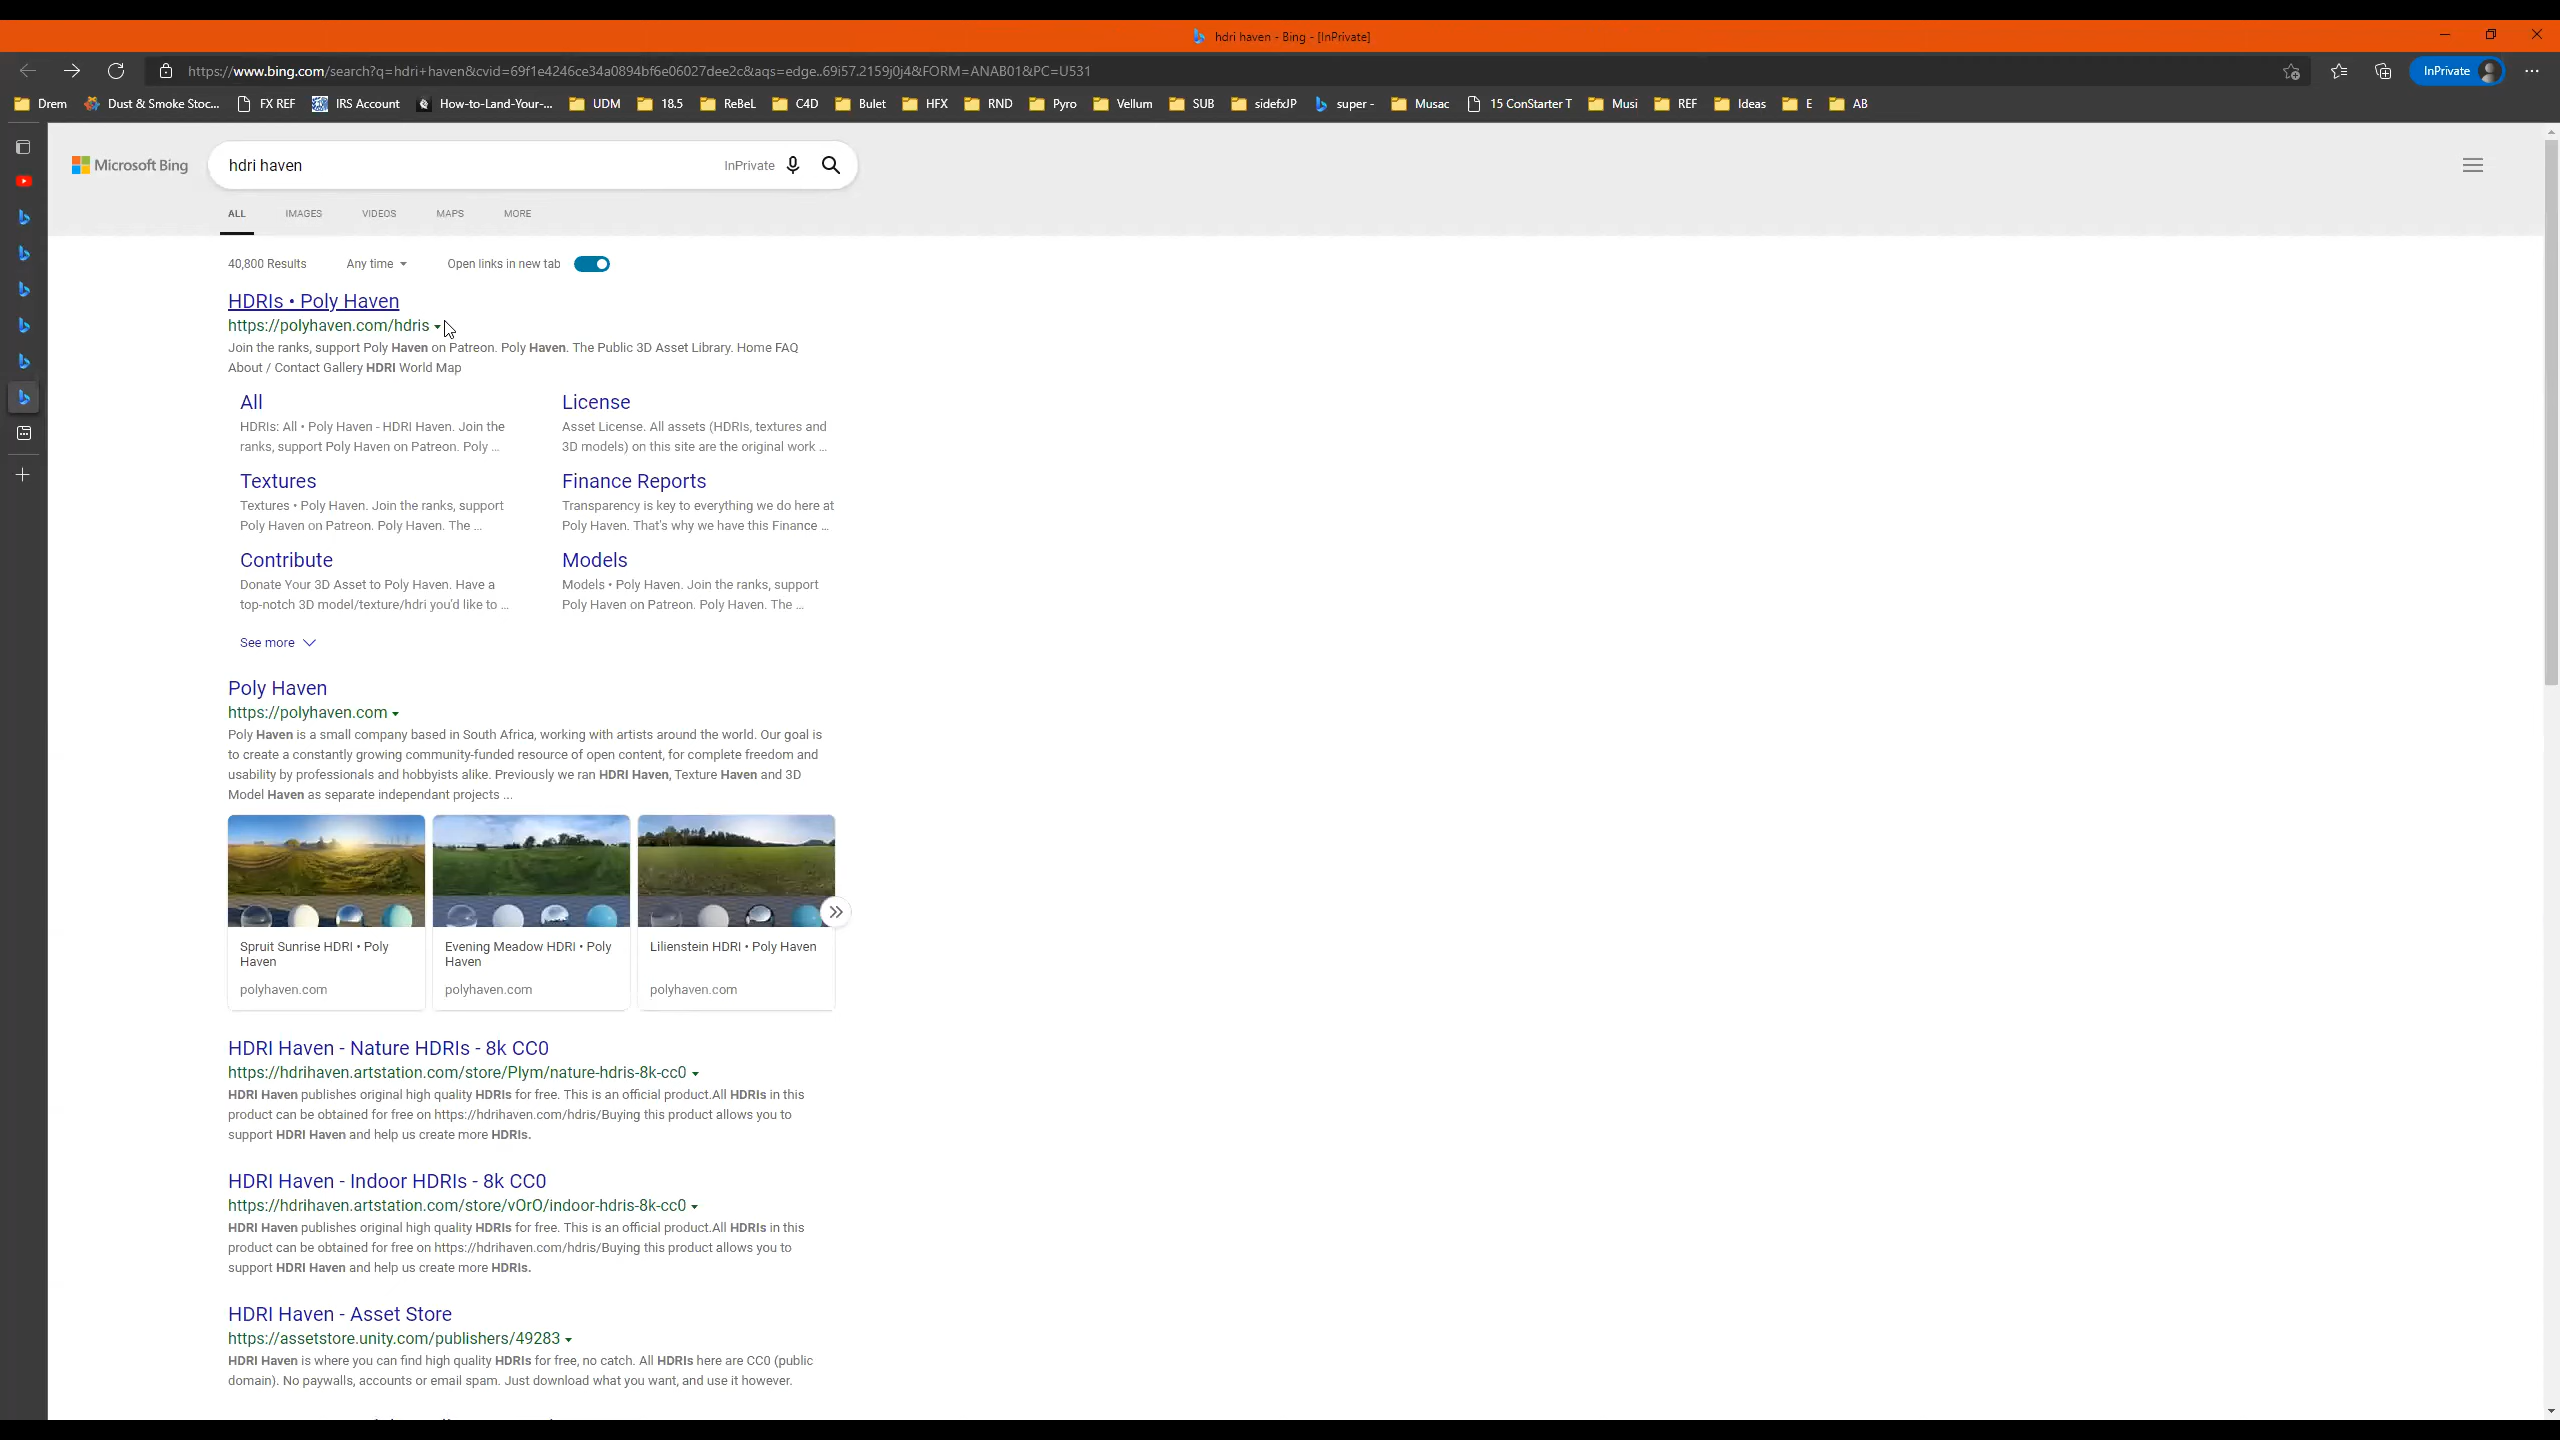 hdri haven - Bing - [InPrivate]
https://www.bing.com/search?q=hdri+haven&cvid=69f1e4246ce34a0894bf6e06027dee2c&aqs=edge..69i57.2159j0j4&FORM=ANAB01&PC=U531
InPrivate
Drem Dust & Smoke Stoc... FX REF IRS Account How-to-Land-Your-... UDM 18.5 ReBeL C4D Bulet HFX RND Pyro Vellum SUB sidefxJP super - Musac 15 ConStarter T Musi REF Ideas E AB
Microsoft Bing
hdri haven
InPrivate
ALL IMAGES VIDEOS MAPS MORE
40,800 Results Any time Open links in new tab
HDRIs • Poly Haven
https://polyhaven.com/hdris
Join the ranks, support Poly Haven on Patreon. Poly Haven. The Public 3D Asset Library. Home FAQ
About / Contact Gallery HDRI World Map
All
HDRIs: All • Poly Haven - HDRI Haven. Join the
ranks, support Poly Haven on Patreon. Poly ...
License
Asset License. All assets (HDRIs, textures and
3D models) on this site are the original work ...
Textures
Textures • Poly Haven. Join the ranks, support
Poly Haven on Patreon. Poly Haven. The ...
Finance Reports
Transparency is key to everything we do here at
Poly Haven. That's why we have this Finance ...
Contribute
Donate Your 3D Asset to Poly Haven. Have a
top-notch 3D model/texture/hdri you'd like to ...
Models
Models • Poly Haven. Join the ranks, support
Poly Haven on Patreon. Poly Haven. The ...
See more
Poly Haven
https://polyhaven.com
Poly Haven is a small company based in South Africa, working with artists around the world. Our goal is
to create a constantly growing community-funded resource of open content, for complete freedom and
usability by professionals and hobbyists alike. Previously we ran HDRI Haven, Texture Haven and 3D
Model Haven as separate independant projects ...
Spruit Sunrise HDRI • Poly
Haven
polyhaven.com
Evening Meadow HDRI • Poly
Haven
polyhaven.com
Lilienstein HDRI • Poly Haven
polyhaven.com
HDRI Haven - Nature HDRIs - 8k CC0
https://hdrihaven.artstation.com/store/Plym/nature-hdris-8k-cc0
HDRI Haven publishes original high quality HDRIs for free. This is an official product.All HDRIs in this
product can be obtained for free on https://hdrihaven.com/hdris/Buying this product allows you to
support HDRI Haven and help us create more HDRIs.
HDRI Haven - Indoor HDRIs - 8k CC0
https://hdrihaven.artstation.com/store/vOrO/indoor-hdris-8k-cc0
HDRI Haven publishes original high quality HDRIs for free. This is an official product.All HDRIs in this
product can be obtained for free on https://hdrihaven.com/hdris/Buying this product allows you to
support HDRI Haven and help us create more HDRIs.
HDRI Haven - Asset Store
https://assetstore.unity.com/publishers/49283
HDRI Haven is where you can find high quality HDRIs for free, no catch. All HDRIs here are CC0 (public
domain). No paywalls, accounts or email spam. Just download what you want, and use it however.